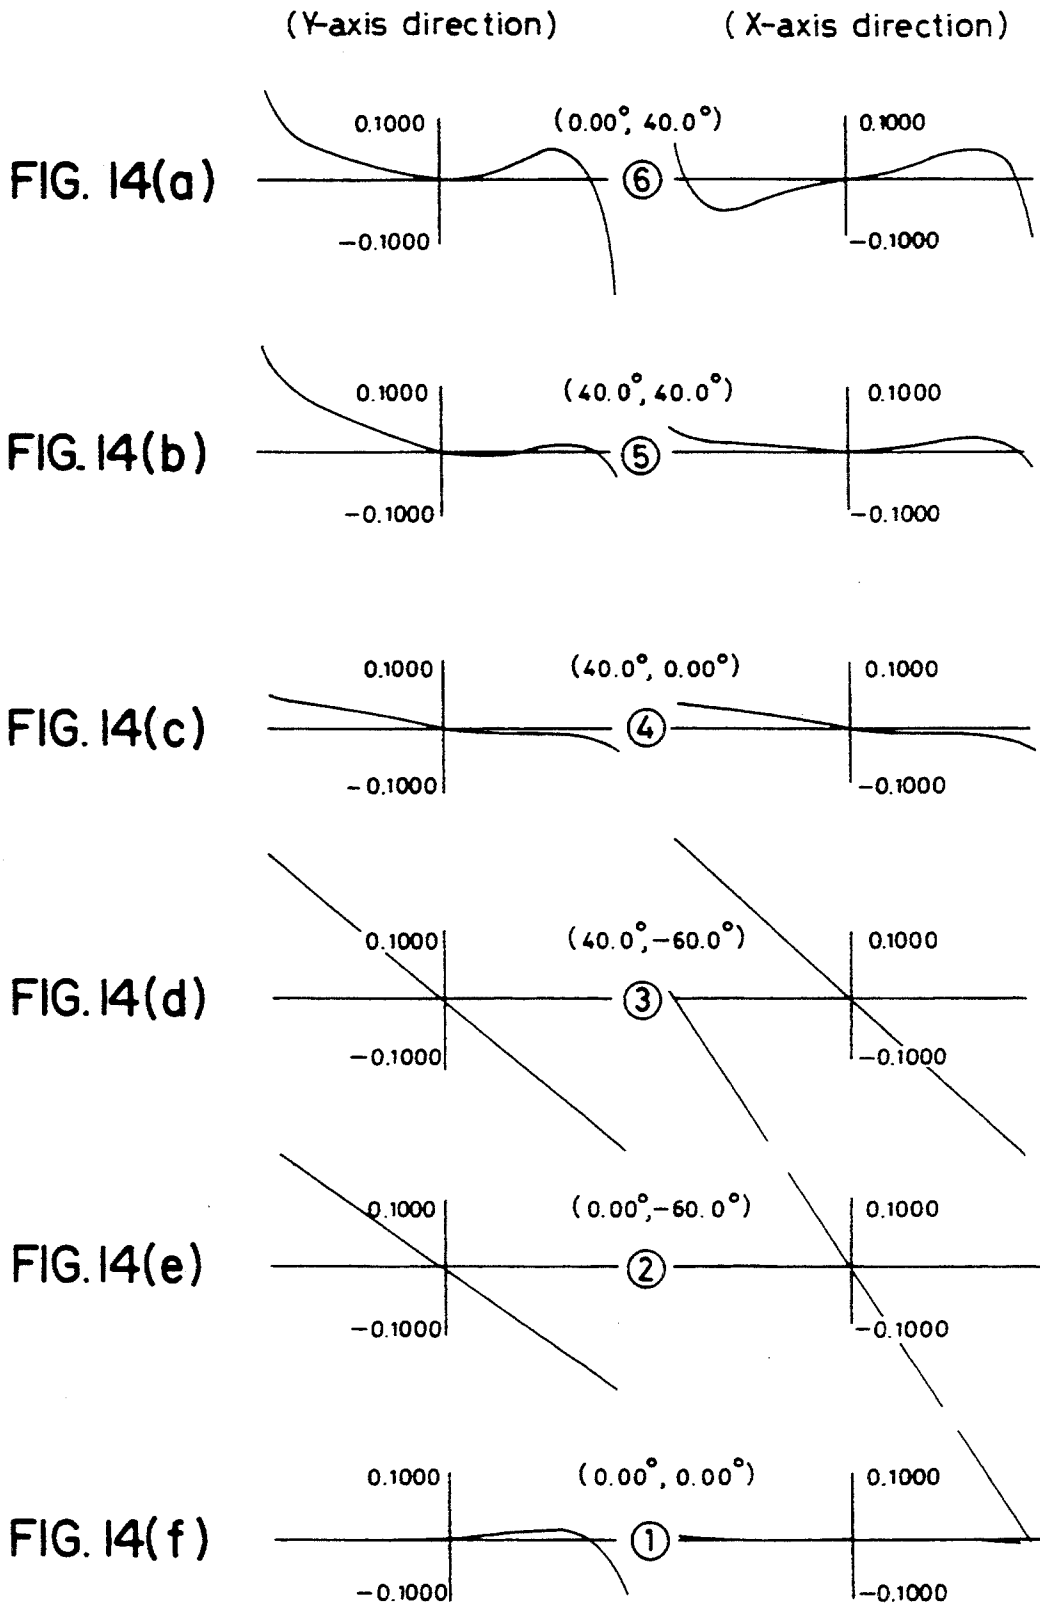 (Y-axis direction) (X-axis direction)
FIG. 14(a) 0.1000 (0.00°, 40.0°) 0.1000
⑥
-0.1000 -0.1000
FIG. 14(b) 0.1000 (40.0°, 40.0°) 0.1000
⑤
-0.1000 -0.1000
FIG. 14(c) 0.1000 (40.0°, 0.00°) 0.1000
④
-0.1000 -0.1000
FIG. 14(d) 0.1000 (40.0°, -60.0°) 0.1000
③
-0.1000 -0.1000
FIG. 14(e) 0.1000 (0.00°, -60.0°) 0.1000
②
-0.1000 -0.1000
FIG. 14(f) 0.1000 (0.00°, 0.00°) 0.1000
①
-0.1000 -0.1000